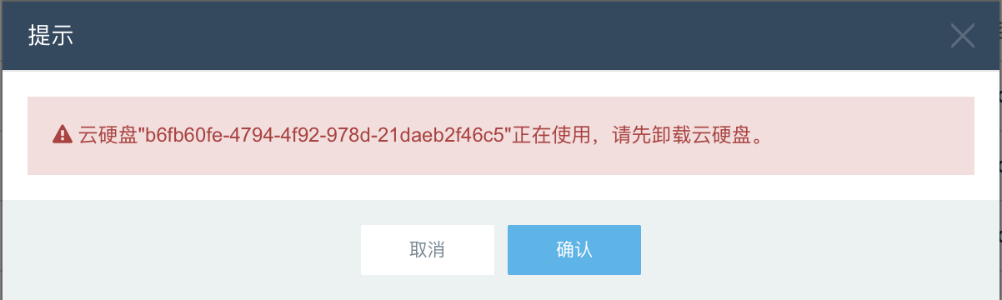 提示
云硬盘"b6fb60fe-4794-4f92-978d-21daeb2f46c5"正在使用，请先卸载云硬盘。
取消
确认